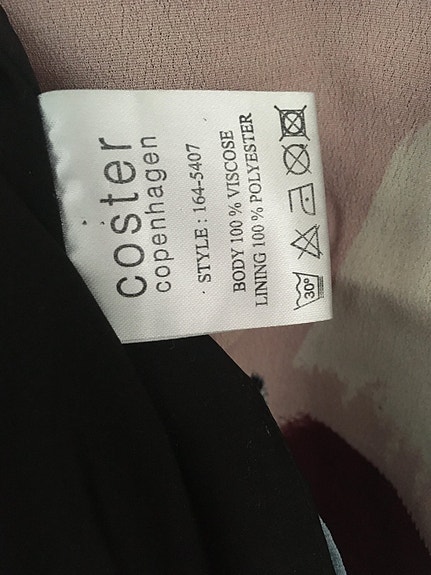 coster
copenhagen
STYLE : 164-5407
BODY 100 % VISCOSE
LINING 100 % POLYESTER
30°